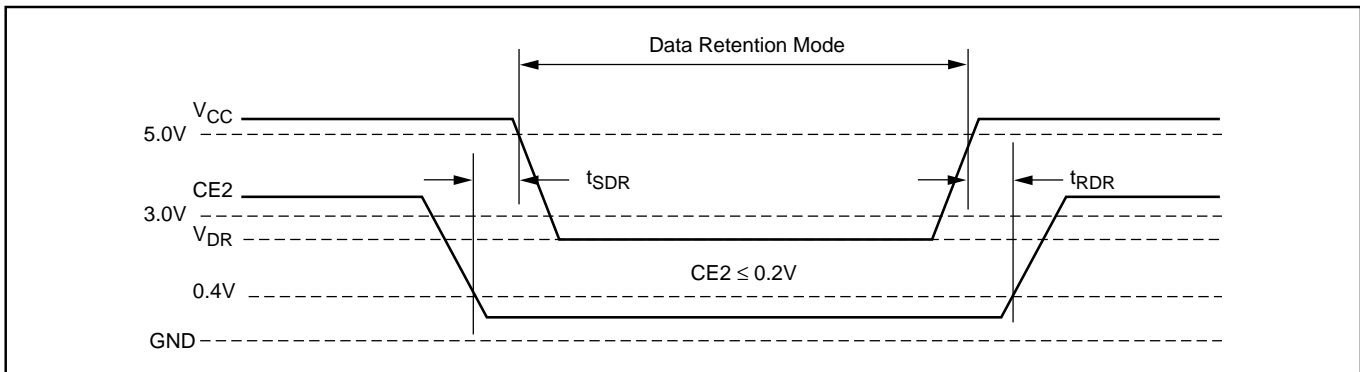 Data Retention Mode
VCC
5.0V
tSDR
tRDR
CE2
3.0V
VDR
CE2 ≤ 0.2V
0.4V
GND